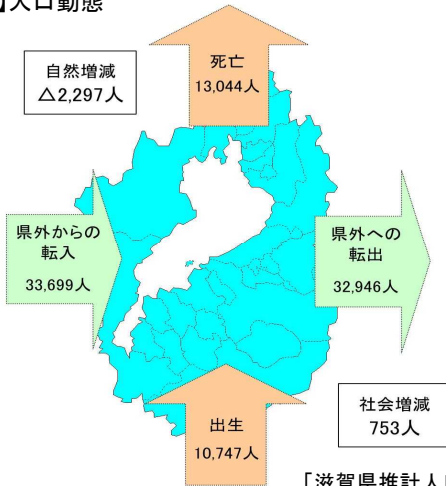 人口動態
自然増減
△2,297人
死亡
13,044人
県外からの
転入
33,699人
県外への
転出
32,946人
社会増減
753人
出生
10,747人
「滋賀県推計人